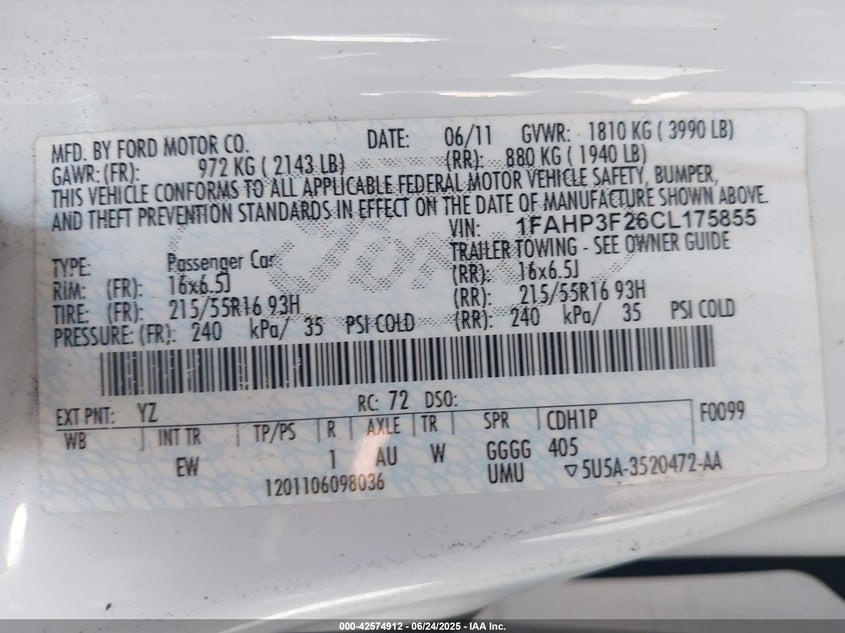 MFD. BY FORD MOTOR CO. DATE: 06/11 GVWR: 1810 KG ( 3990 LB)
GAWR: (FR): 972 KG ( 2143 LB) (RR): 880 KG ( 1940 LB)
THIS VEHICLE CONFORMS TO ALL APPLICABLE FEDERAL MOTOR VEHICLE SAFETY, BUMPER,
AND THEFT PREVENTION STANDARDS IN EFFECT ON THE DATE OF MANUFACTURE SHOWN ABOVE.
VIN: 1FAHP3F26CL175855
TYPE: Passenger Car TRAILER TOWING - SEE OWNER GUIDE
RIM: (FR): 16x6.5J (RR): 16x6.5J
TIRE: (FR): 215/55R16 93H (RR): 215/55R16 93H
PRESSURE: (FR): 240 kPa/ 35 PSI COLD (RR): 240 kPa/ 35 PSI COLD
EXT PNT: YZ RC: 72 DSO:
WB INT TR TP/PS R AXLE TR SPR CDH1P F0099
EW 1 AU W GGGG 405
1201106098036 UMU 5U5A-3520472-AA
000-42574912 - 06/24/2025 - IAA Inc.